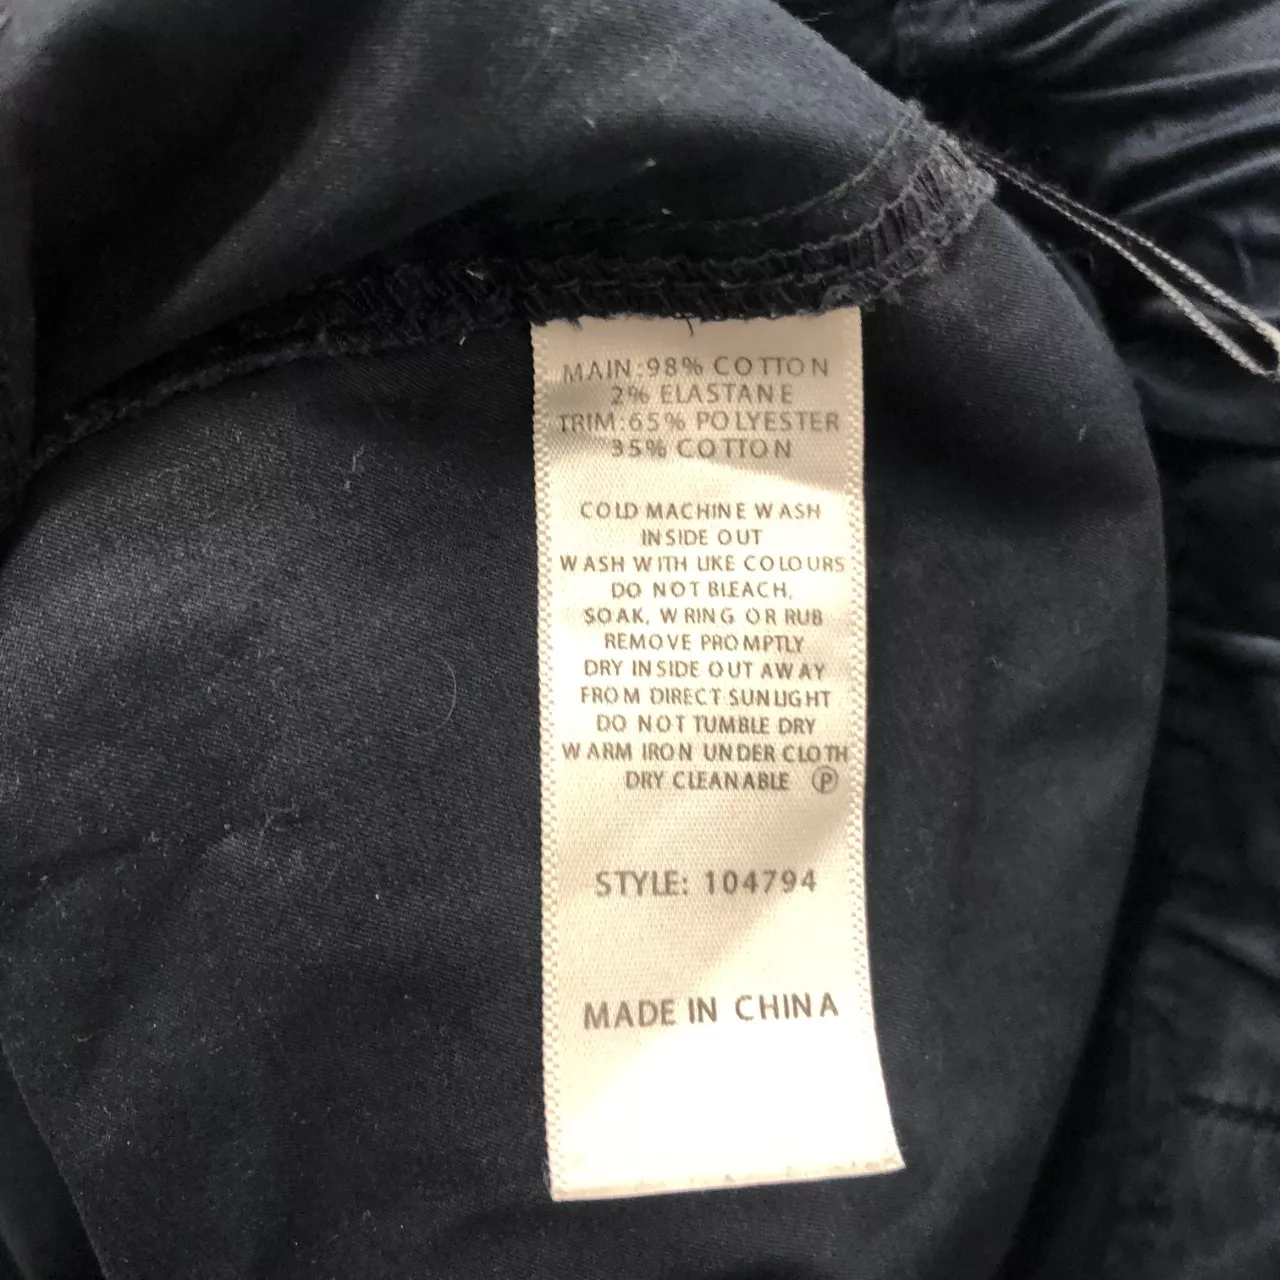 MAIN:98% COTTON
2% ELASTANE
TRIM:65% POLYESTER
35% COTTON
COLD MACHINE WASH
INSIDE OUT
WASH WITH LIKE COLOURS
DO NOT BLEACH,
SOAK, WRING OR RUB
REMOVE PROMPTLY
DRY INSIDE OUT AWAY
FROM DIRECT SUNLIGHT
DO NOT TUMBLE DRY
WARM IRON UNDER CLOTH
DRY CLEANABLE Ⓟ
STYLE: 104794
MADE IN CHINA